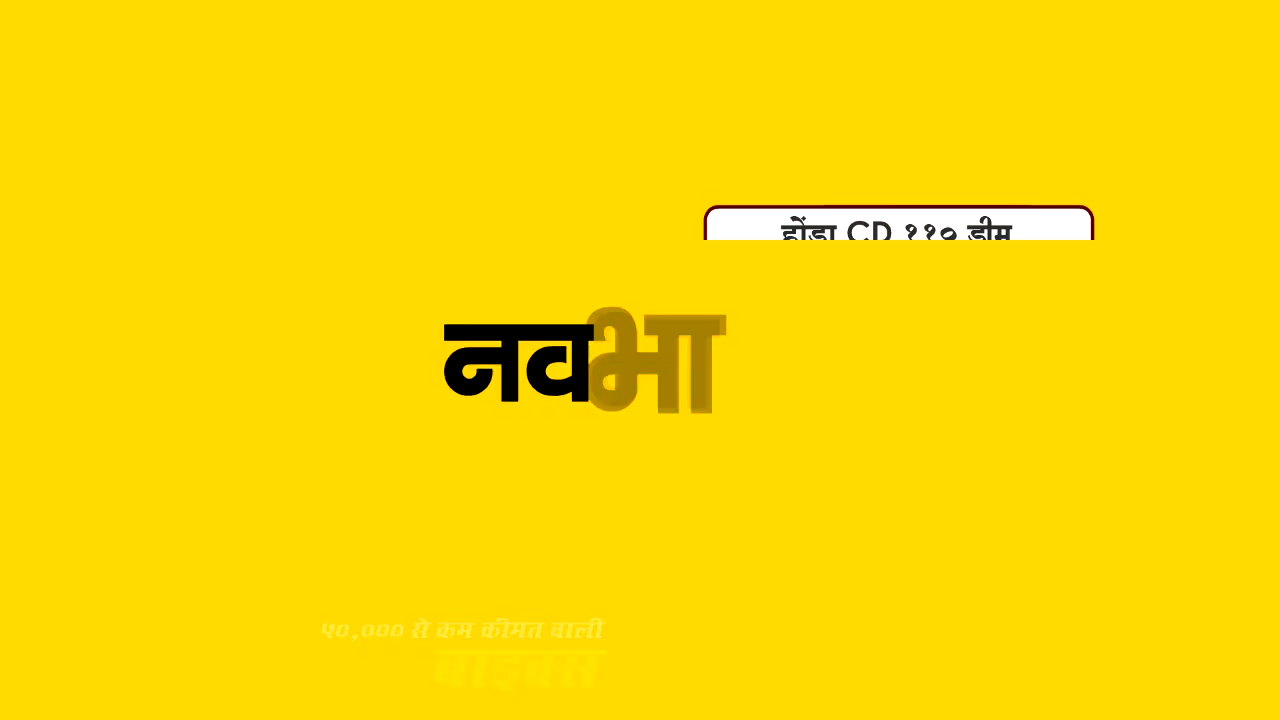 होंडा CD ११० ड्रीम
नवभा
५०,००० से कम कीमत वाली
बाइक्स